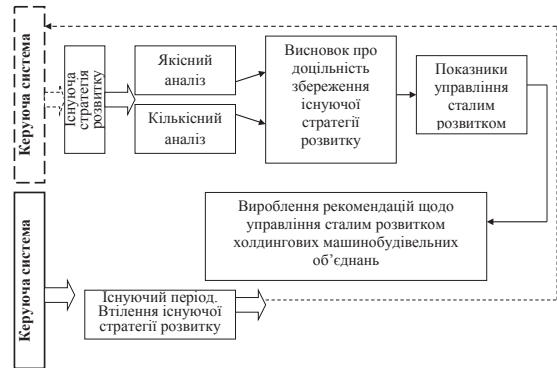 Керуюча система
Існуюча
стратегія
розвитку
Якісний
аналіз
Кількісний
аналіз
Висновок про
доцільність
збереження
існуючої
стратегії
розвитку
Показники
управління
сталим
розвитком
Вироблення рекомендацій щодо
управління сталим розвитком
холдингових машинобудівельних
об’єднань
Керуюча система
Існуючий період.
Втілення існуючої
стратегії розвитку